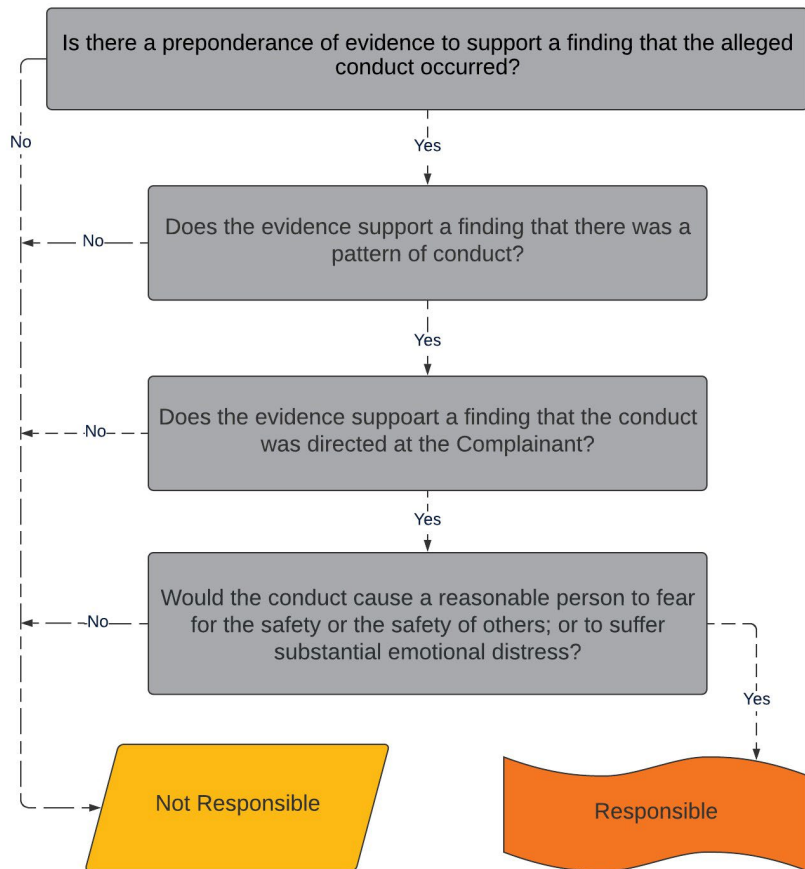 Is there a preponderance of evidence to support a finding that the alleged
conduct occurred?
No
Yes
Does the evidence support a finding that there was a
pattern of conduct?
No
Yes
Does the evidence suppoart a finding that the conduct
was directed at the Complainant?
No
Yes
Would the conduct cause a reasonable person to fear
for the safety or the safety of others; or to suffer
substantial emotional distress?
No
Yes
Not Responsible
Responsible